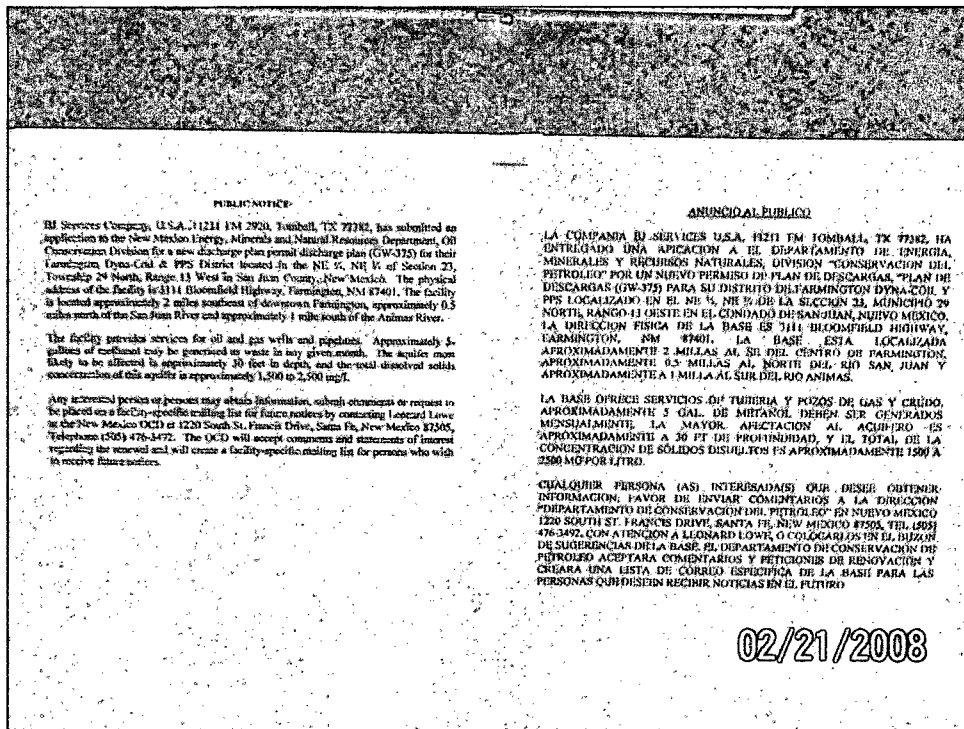 PUBLIC NOTICE
BJ Services Company, U.S.A. 11211 FM 2920, Tomball, TX 77382, has submitted an
application to the New Mexico Energy, Minerals and Natural Resources Department, Oil
Conservation Division for a new discharge plan permit discharge plan (GW-375) for their
Farmington Dyna-Coil & PPS District located in the NE ¼, NE ¼ of Section 23,
Township 29 North, Range 13 West in San Juan County, New Mexico. The physical
address of the facility is Bloomfield Highway, Farmington, NM 87401. The facility
is located approximately 2 miles southeast of downtown Farmington, approximately 0.5
miles north of the San Juan River and approximately 1 mile south of the Animas River.
The facility provides services for oil and gas wells and pipelines. Approximately 5-
gallons of methanol may be generated as waste in any given month. The aquifer most
likely to be affected is approximately 30 feet in depth, and the total dissolved solids
concentration of this aquifer is approximately 1,500 to 2,500 mg/l.
Any interested person or persons may obtain information, submit comments or request to
be placed on a facility-specific mailing list for future notices by contacting Leonard Lowe
at the New Mexico OCD at 1220 South St. Francis Drive, Santa Fe, New Mexico 87505,
Telephone (505) 476-3492. The OCD will accept comments and statements of interest
regarding the renewal and will create a facility-specific mailing list for persons who wish
to receive future notices.
ANUNCIO AL PUBLICO
LA COMPANIA BJ SERVICES U.S.A. 11211 FM TOMBALL, TX 77382, HA
ENTREGADO UNA APICACION A EL DEPARTAMENTO DE ENERGIA,
MINERALES Y RECURSOS NATURALES, DIVISION "CONSERVACION DEL
PETROLEO" POR UN NUEVO PERMISO DE PLAN DE DESCARGAS, "PLAN DE
DESCARGAS (GW-375) PARA SU DISTRITO DE FARMINGTON DYNA-COIL Y
PPS LOCALIZADO EN EL NE ¼, NE ¼ DE LA SECCION 23, MUNICIPIO 29
NORTE, RANGO 13 OESTE EN EL CONDADO DE SAN JUAN, NUEVO MEXICO.
LA DIRECCION FISICA DE LA BASE ES BLOOMFIELD HIGHWAY,
FARMINGTON, NM 87401. LA BASE ESTA LOCALIZADA
APROXIMADAMENTE 2 MILLAS AL SE DEL CENTRO DE FARMINGTON,
APROXIMADAMENTE 0.5 MILLAS AL NORTE DEL RIO SAN JUAN Y
APROXIMADAMENTE A 1 MILLA AL SUR DEL RIO ANIMAS.
LA BASE OFRECE SERVICIOS DE TUBERIA Y POZOS DE GAS Y CRUDO,
APROXIMADAMENTE 5 GAL. DE METANOL DEBEN SER GENERADOS
MENSUALMENTE. LA MAYOR AFECTACION AL ACUIFERO ES
APROXIMADAMENTE A 30 FT DE PROFUNDIDAD, Y EL TOTAL DE LA
CONCENTRACION DE SÓLIDOS DISUELTOS ES APROXIMADAMENTE 1500 A
2500 MG POR LITRO.
CUALQUIER PERSONA (AS) INTERESADA(S) QUE DESEE OBTENER
INFORMACION, FAVOR DE ENVIAR COMENTARIOS A LA DIRECCION
"DEPARTAMENTO DE CONSERVACION DEL PETROLEO" EN NUEVO MEXICO
1220 SOUTH ST. FRANCIS DRIVE, SANTA FE, NEW MEXICO 87505, TEL (505)
476-3492, CON ATENCION A LEONARD LOWE, O COLOCARLOS EN EL BUZON
DE SUGERENCIAS DE LA BASE. EL DEPARTAMENTO DE CONSERVACION DE
PETROLEO ACEPTARA COMENTARIOS Y PETICIONES DE RENOVACION Y
CREARA UNA LISTA DE CORREO ESPECIFICA DE LA BASE PARA LAS
PERSONAS QUE DESEEN RECIBIR NOTICIAS EN EL FUTURO
02/21/2008